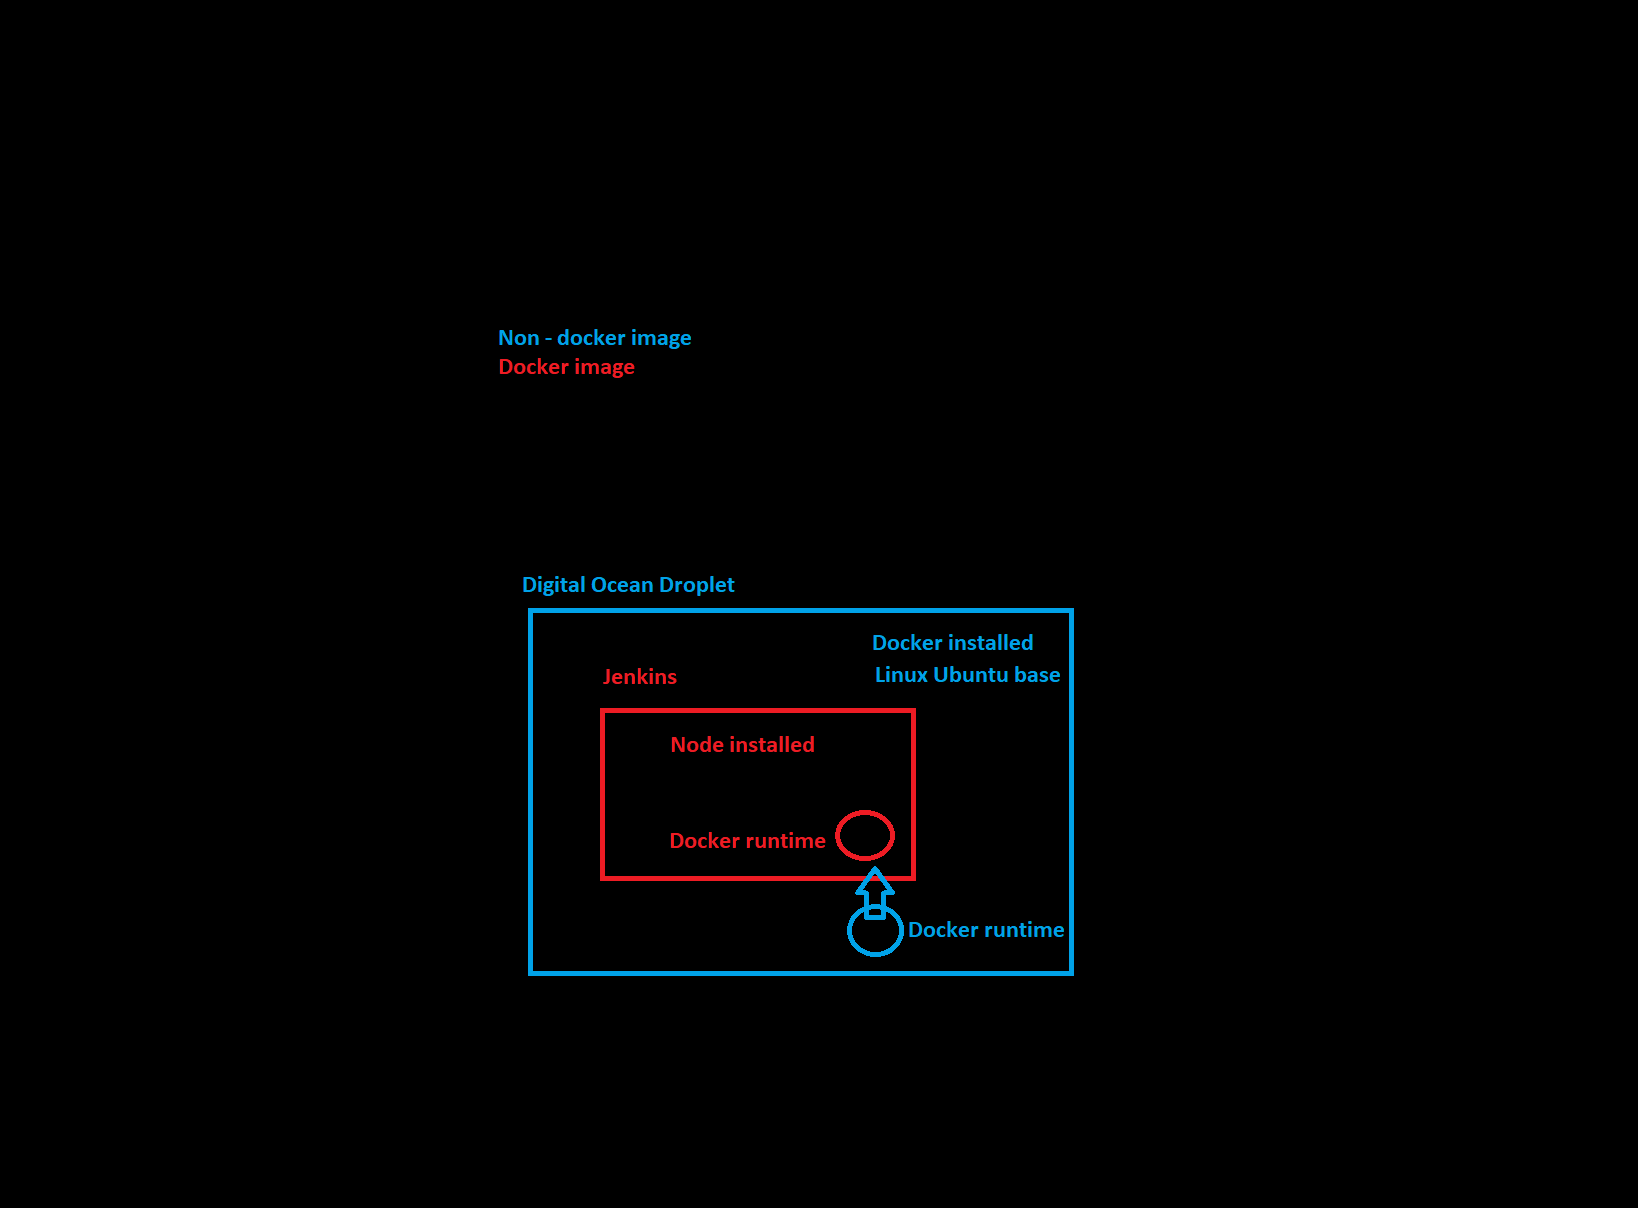 Non - docker image
Docker image
Digital Ocean Droplet
Docker installed
Linux Ubuntu base
Jenkins
Node installed
Docker runtime
Docker runtime